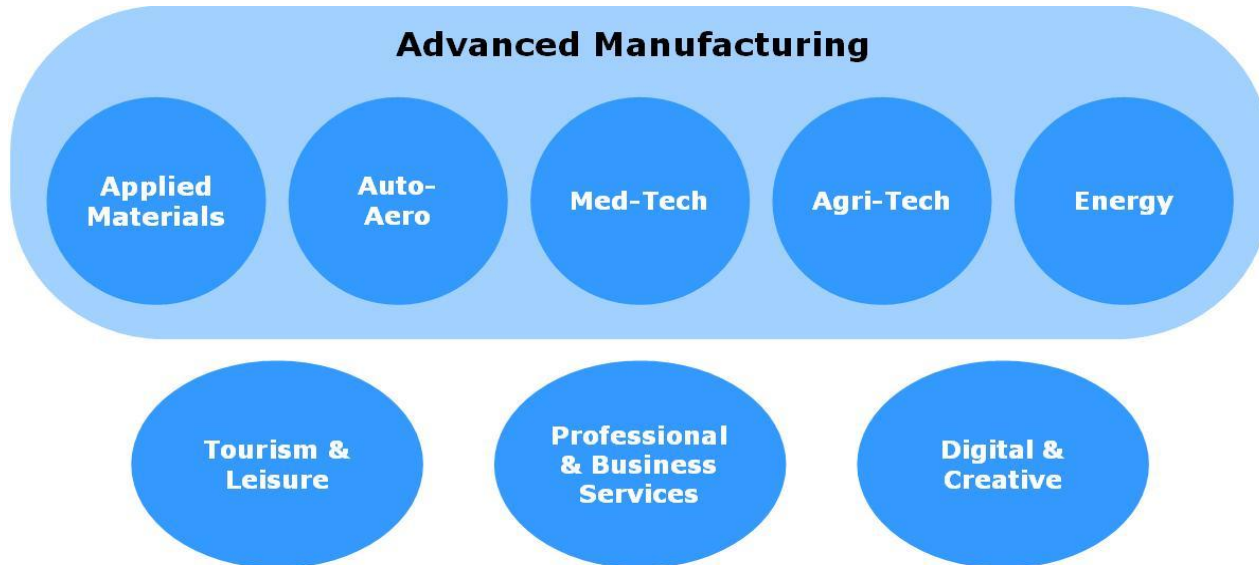 Advanced Manufacturing
Applied
Materials
Auto-
Aero
Med-Tech
Agri-Tech
Energy
Tourism &
Leisure
Professional
& Business
Services
Digital &
Creative